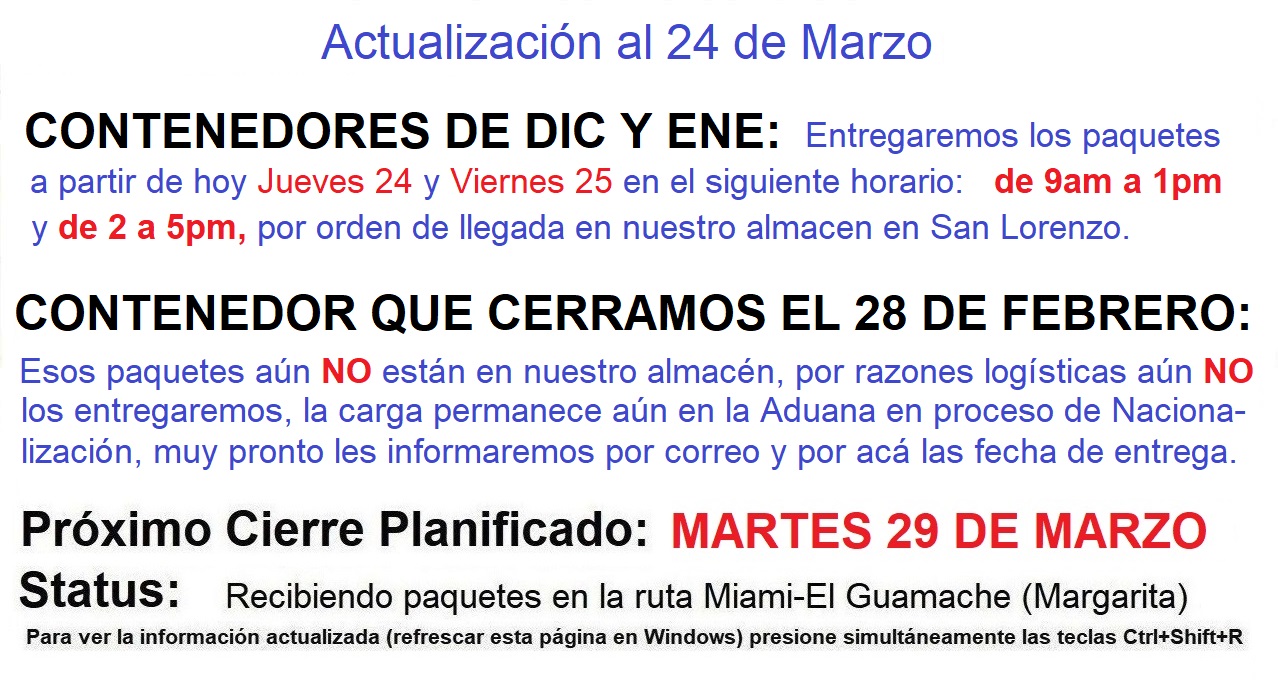 Actualización al 24 de Marzo
CONTENEDORES DE DIC Y ENE: Entregaremos los paquetes
a partir de hoy Jueves 24 y Viernes 25 en el siguiente horario: de 9am a 1pm
y de 2 a 5pm, por orden de llegada en nuestro almacen en San Lorenzo.
CONTENEDOR QUE CERRAMOS EL 28 DE FEBRERO:
Esos paquetes aún NO están en nuestro almacén, por razones logísticas aún NO
los entregaremos, la carga permanece aún en la Aduana en proceso de Naciona-
lización, muy pronto les informaremos por correo y por acá las fecha de entrega.
Próximo Cierre Planificado: MARTES 29 DE MARZO
Status: Recibiendo paquetes en la ruta Miami-El Guamache (Margarita)
Para ver la información actualizada (refrescar esta página en Windows) presione simultáneamente las teclas Ctrl+Shift+R